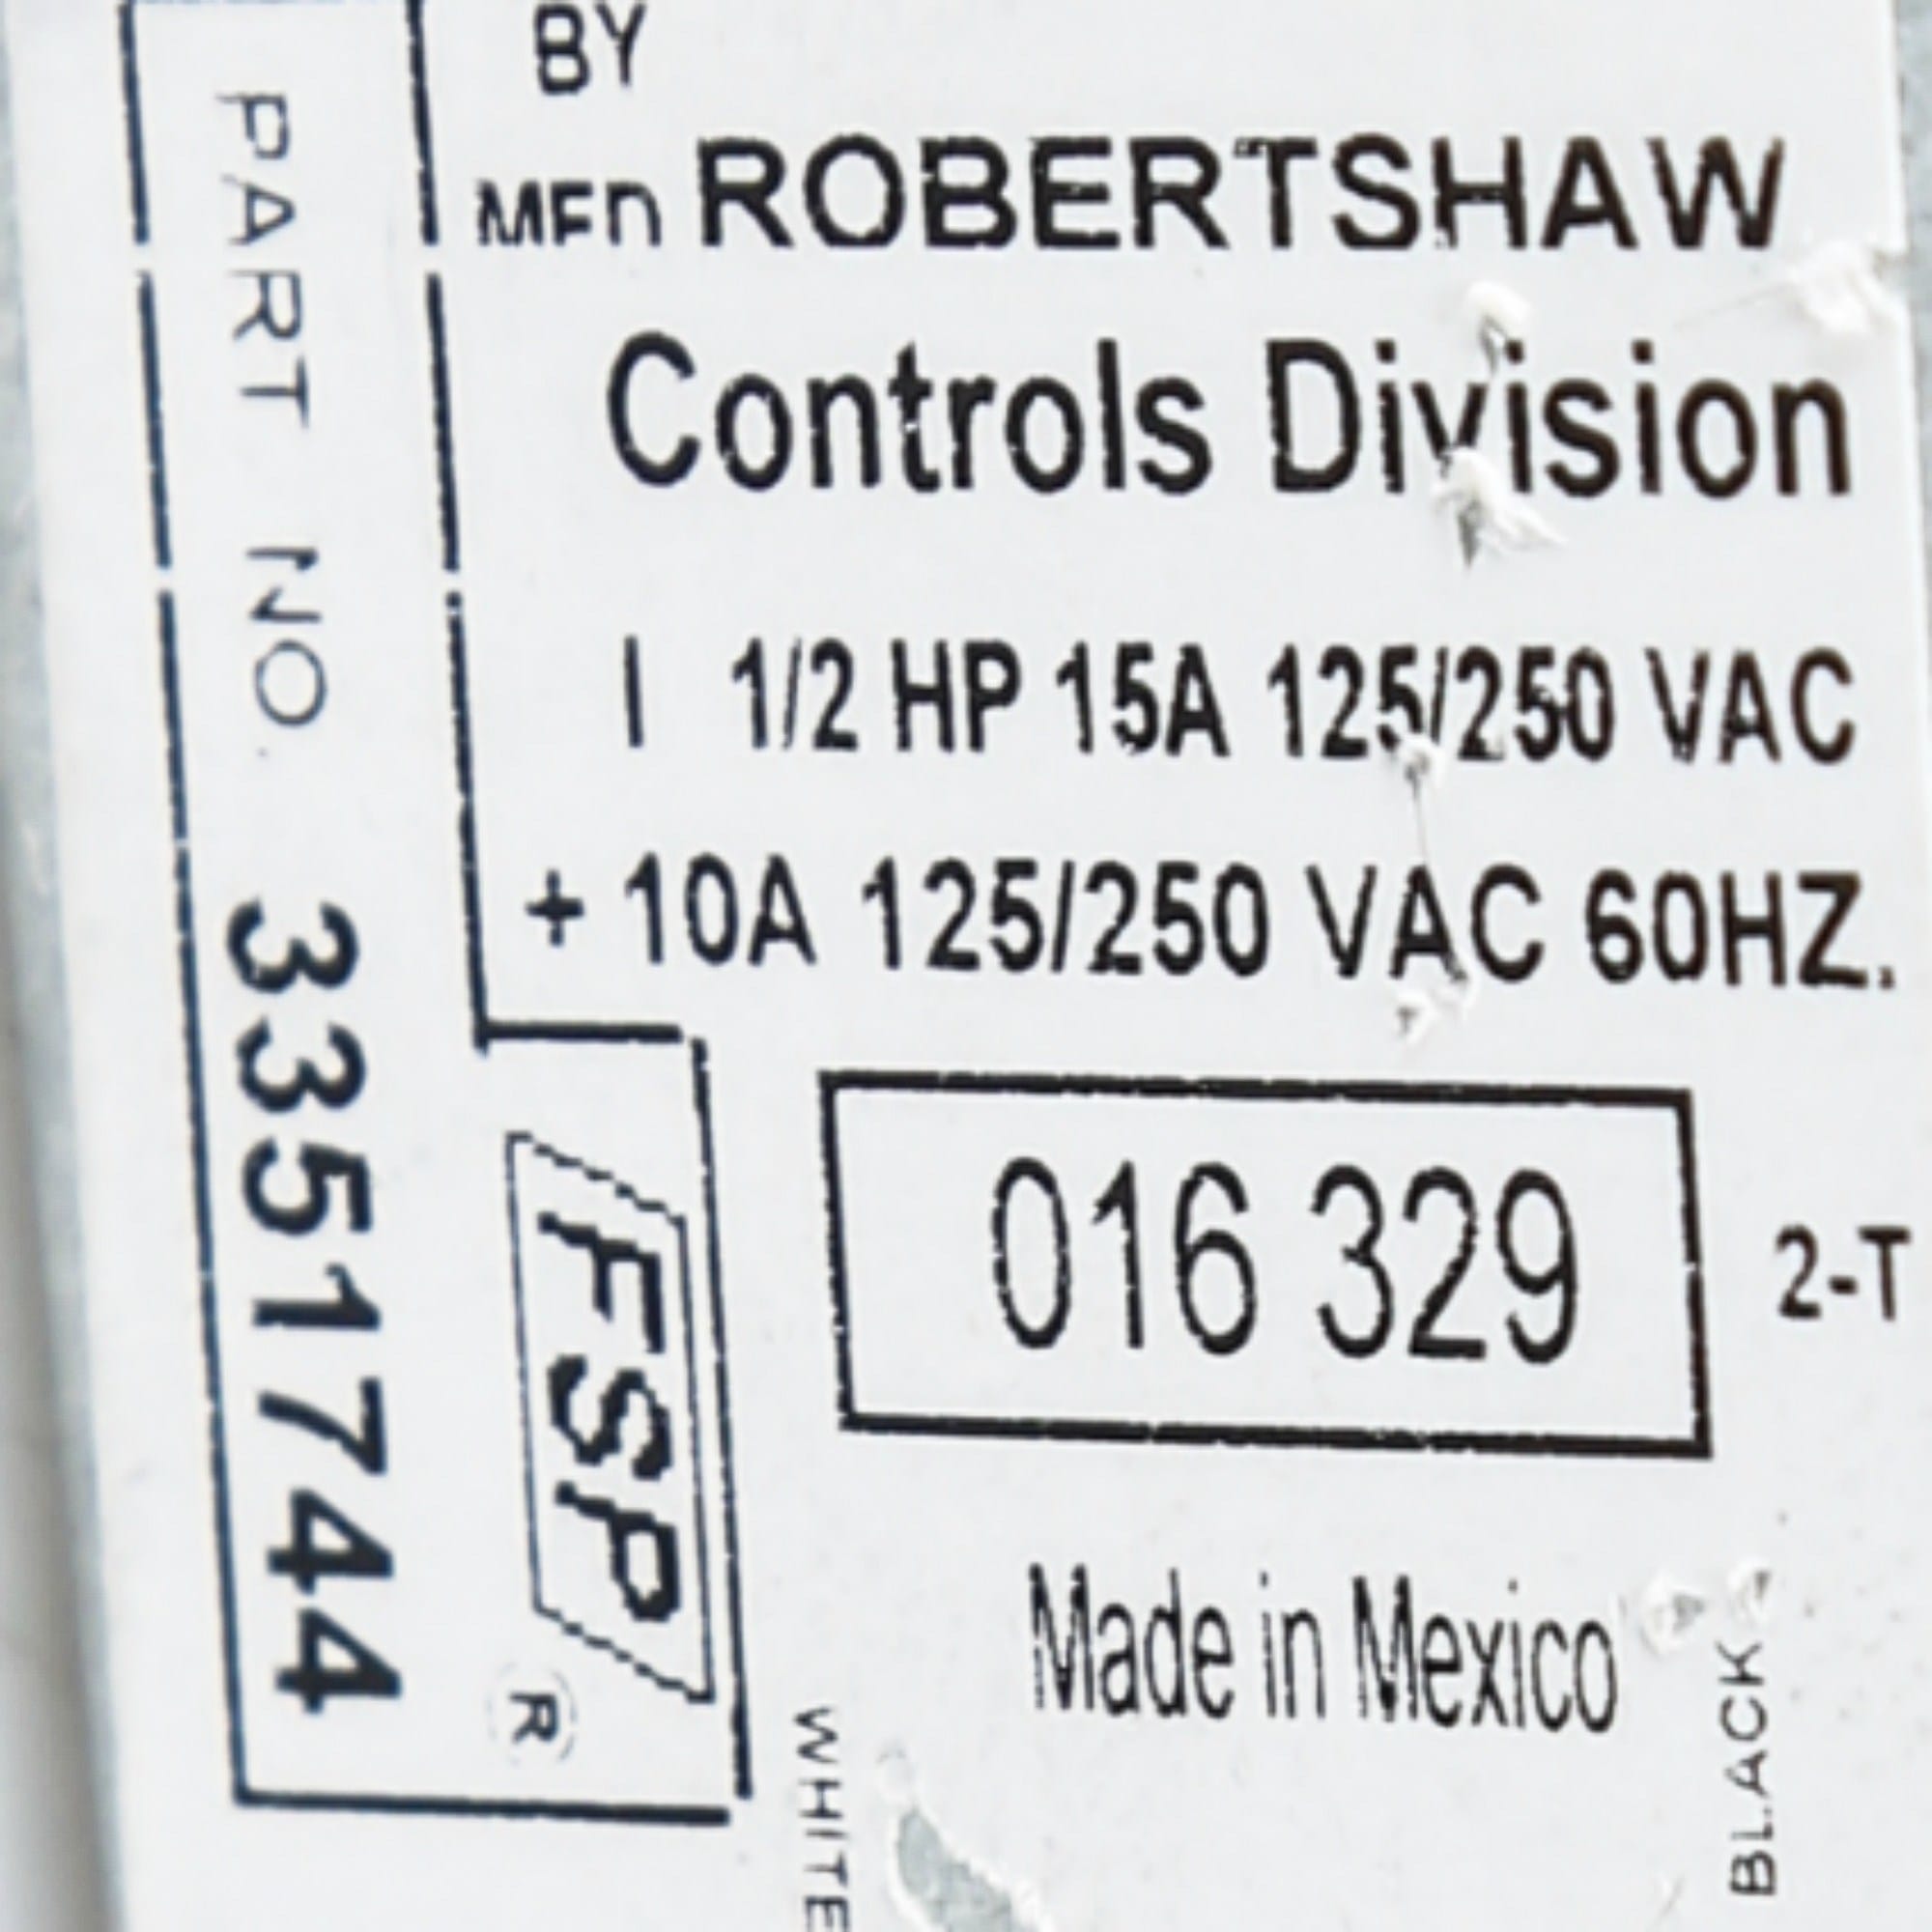 BY
MFD ROBERTSHAW
Controls Division
I 1/2 HP 15A 125/250 VAC
+ 10A 125/250 VAC 60HZ.
016 329
2-T
Made in Mexico
PART NO. 3351744
FSP
®
WHITE
BLACK